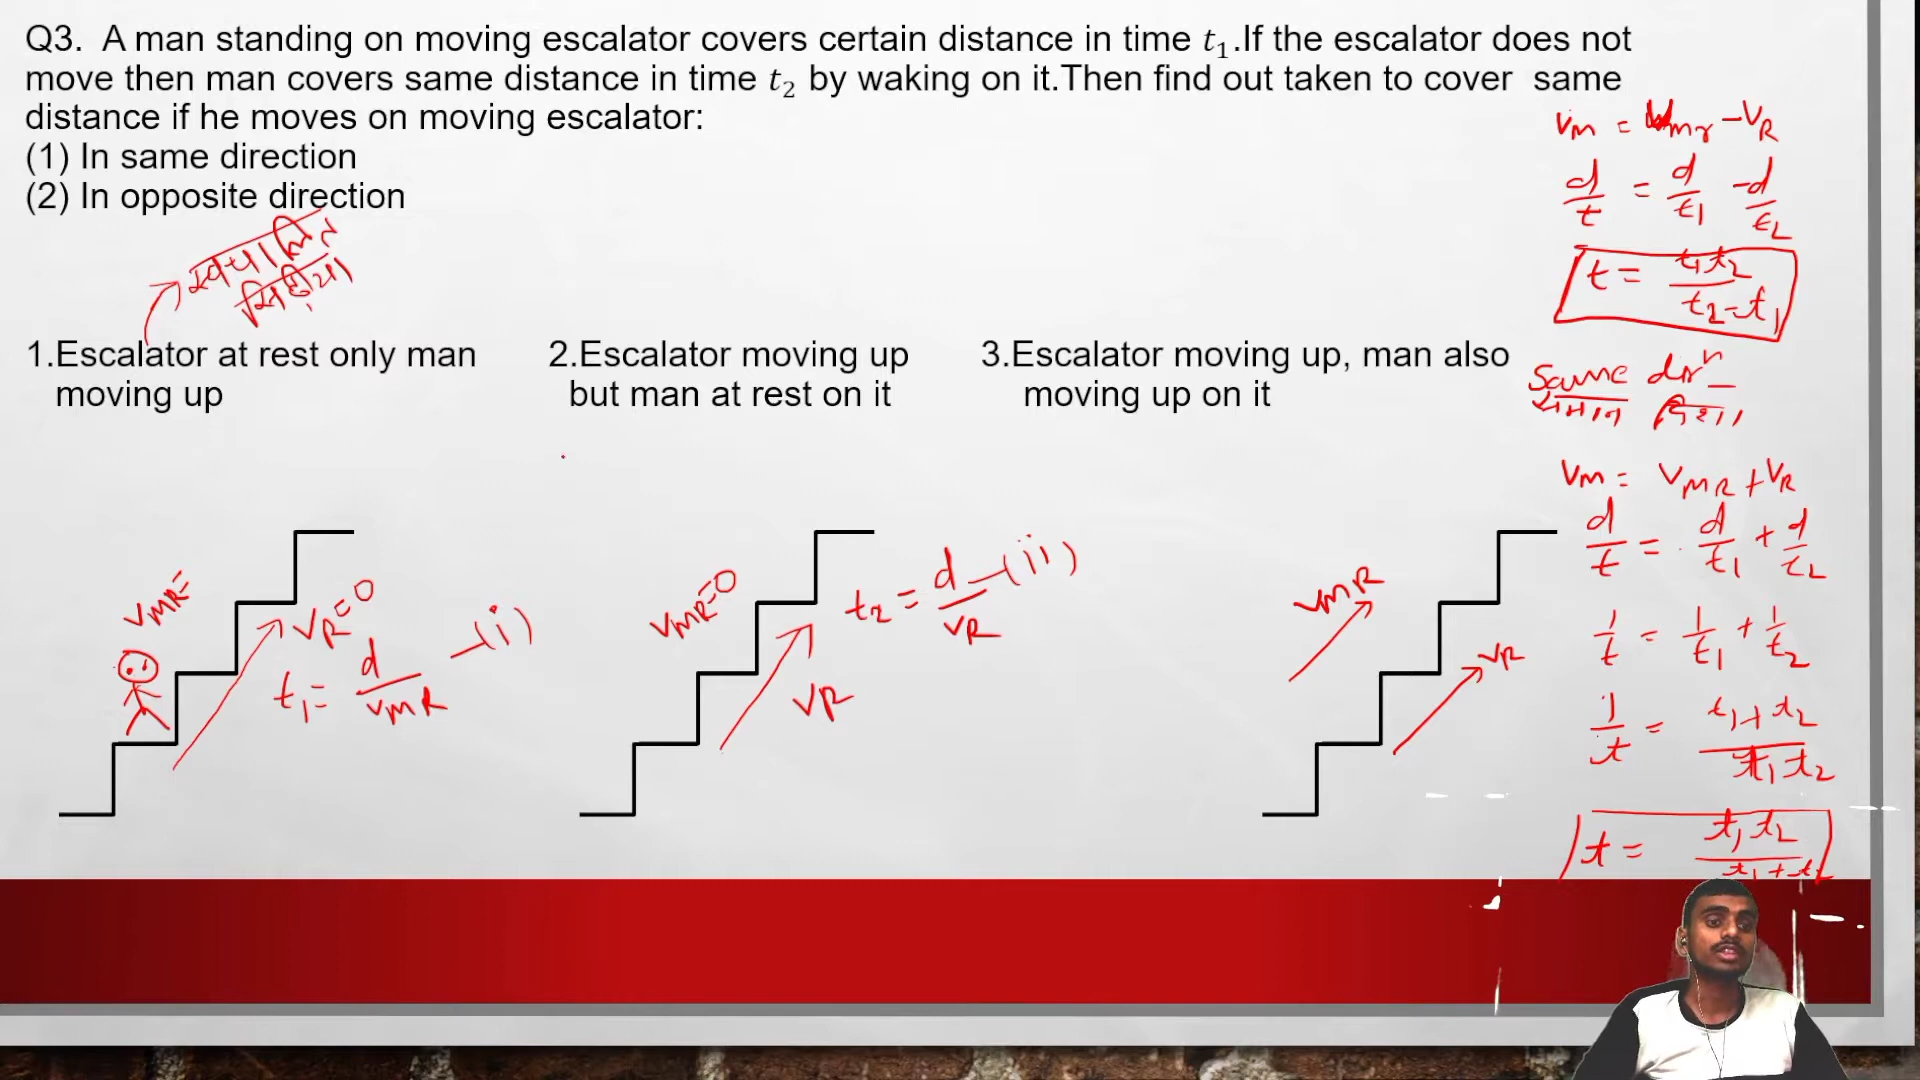 Q3. A man standing on moving escalator covers certain distance in time t₁.If the escalator does not
move then man covers same distance in time t₂ by waking on it.Then find out taken to cover same
distance if he moves on moving escalator:
(1) In same direction
(2) In opposite direction
स्वचालित
सिढ़ीया
1.Escalator at rest only man
moving up
VMR=
VR=0
t₁ = d/VMR —(i)
2.Escalator moving up
but man at rest on it
VMR=0
t₂ = d/VR —(ii)
VR
3.Escalator moving up, man also
moving up on it
VMR
VR
VM = VMr - VR
d/t = d/t₁ - d/t₂
t = t₁t₂/t₂-t₁
Same dirⁿ
समान दिशा
VM = VMR + VR
d/t = d/t₁ + d/t₂
1/t = 1/t₁ + 1/t₂
1/t = t₁+t₂/t₁t₂
t = t₁t₂/t₁+t₂